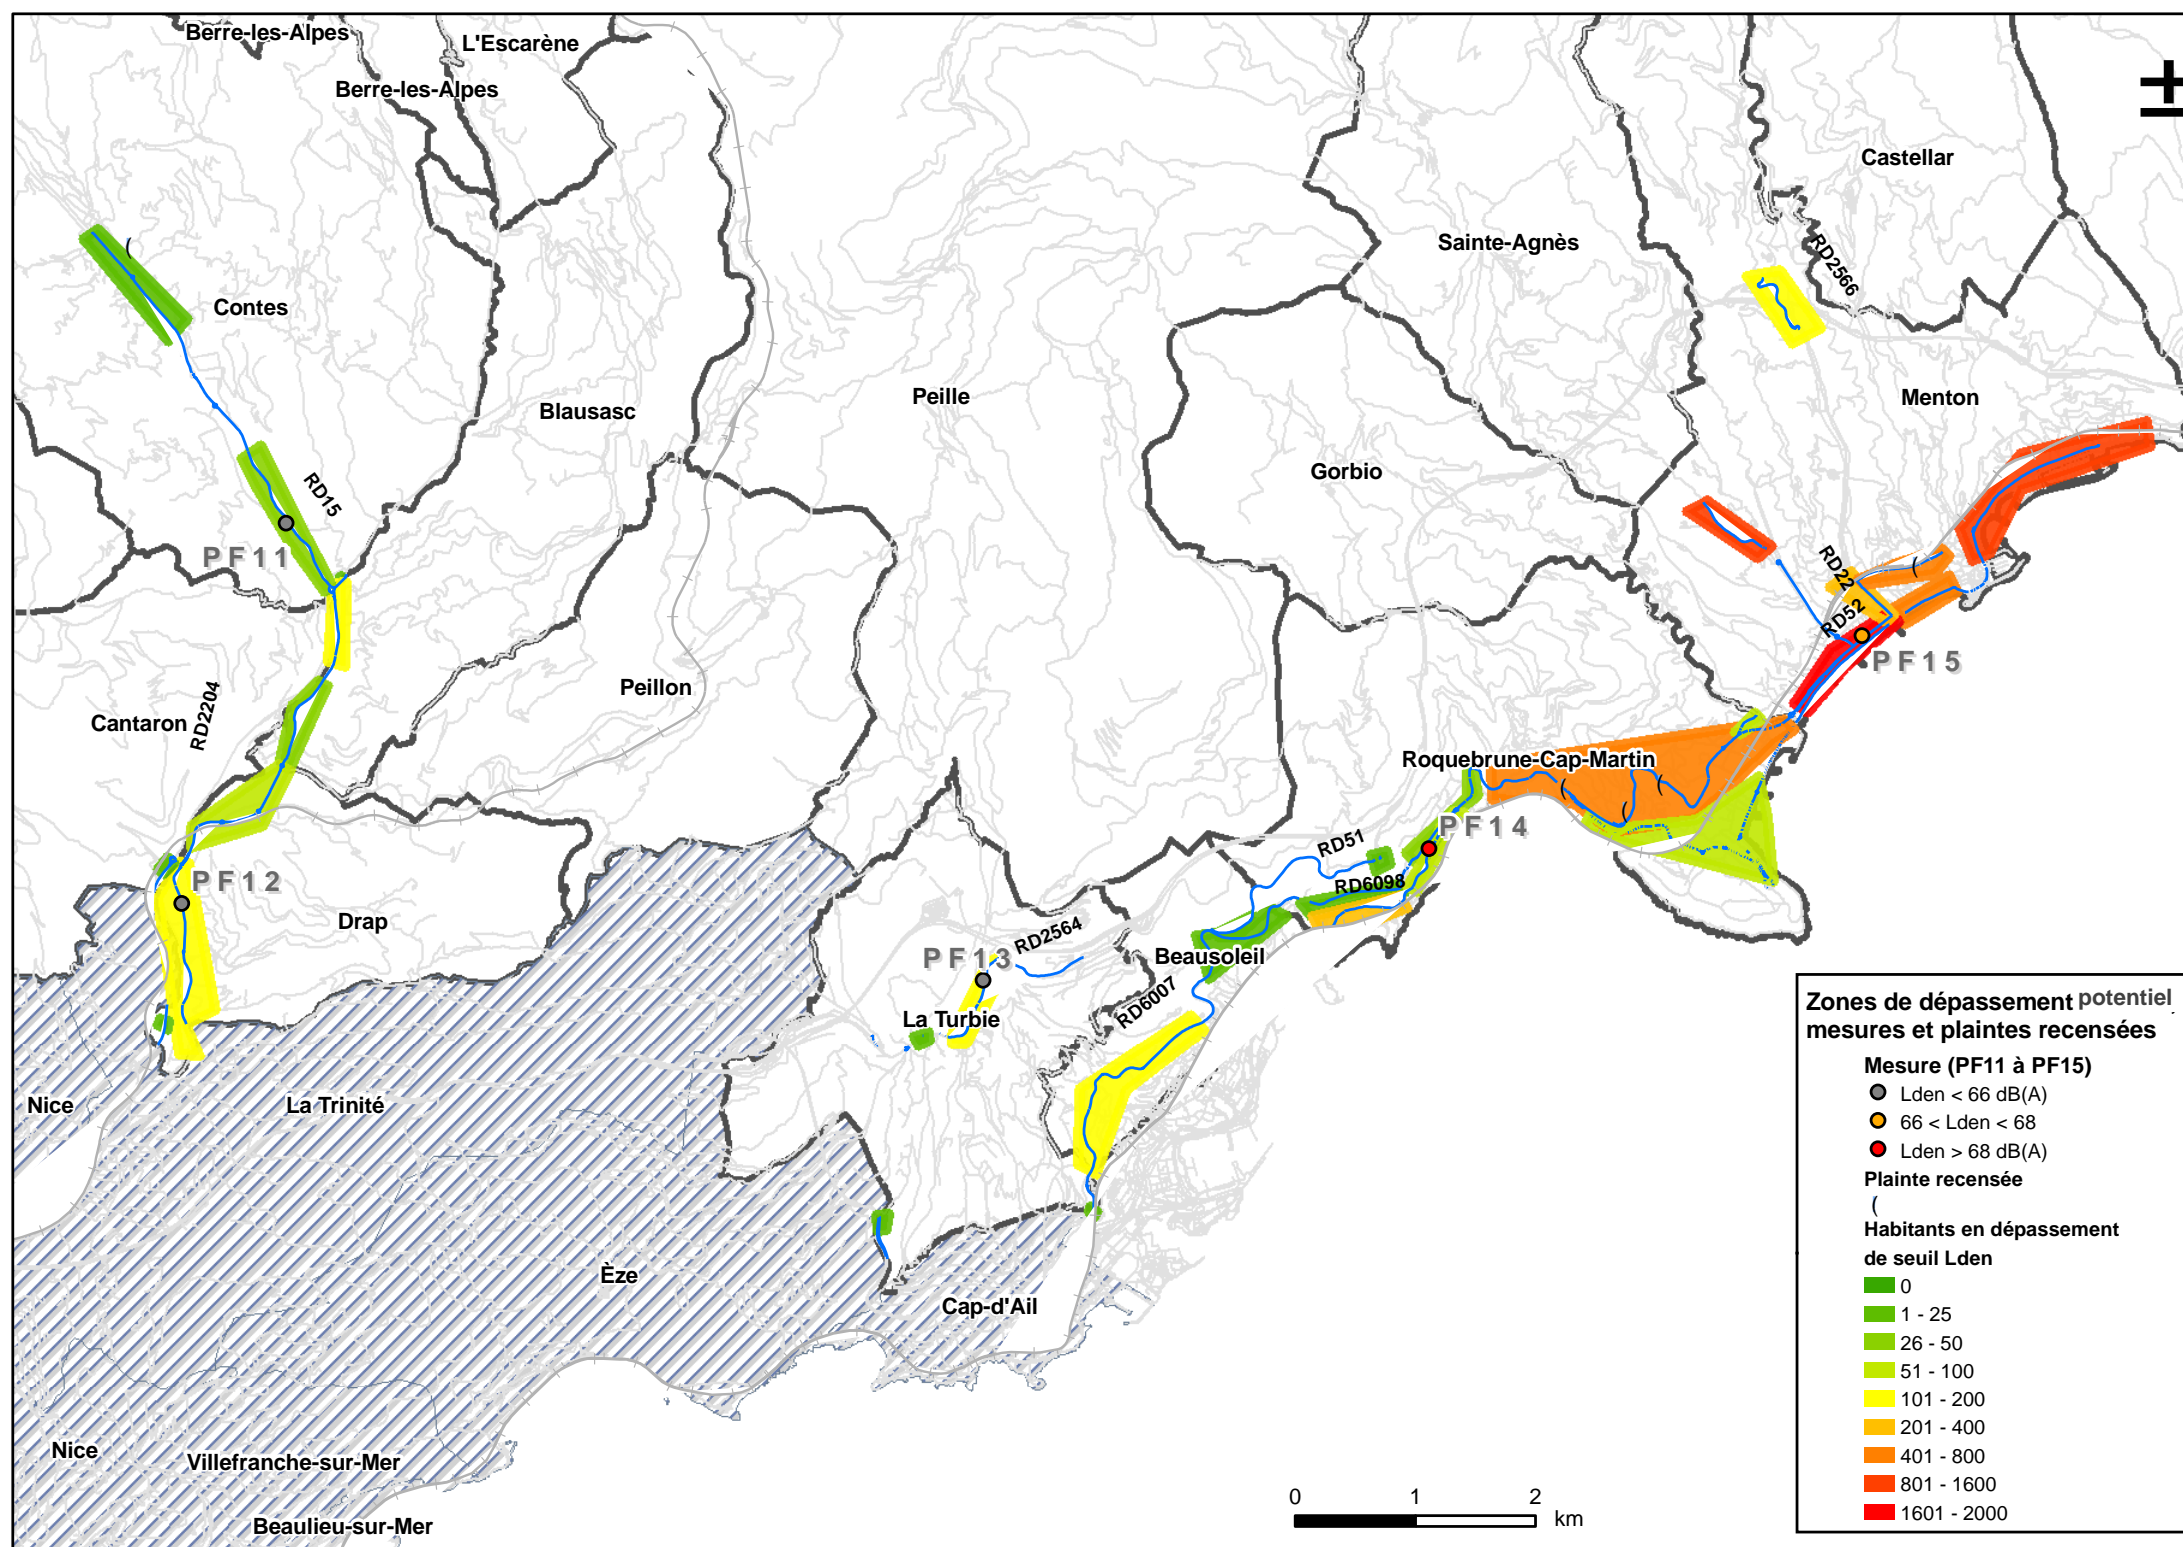 Berre-les-Alpes
L'Escarène
Berre-les-Alpes
±
Castellar
Sainte-Agnès
RD2566
Contes
Blausasc
Peille
Menton
Gorbio
RD15
PF11
RD22
RD52
PF15
Peillon
Cantaron
RD2204
Roquebrune-Cap-Martin
PF14
RD51
RD6098
PF12
Drap
RD2564
PF13
Beausoleil
RD6007
La Turbie
Nice
La Trinité
Èze
Cap-d'Ail
Nice
Villefranche-sur-Mer
Beaulieu-sur-Mer
0 1 2
km
Zones de dépassement potentiel
mesures et plaintes recensées
Mesure (PF11 à PF15)
Lden < 66 dB(A)
66 < Lden < 68
Lden > 68 dB(A)
Plainte recensée
(
Habitants en dépassement
de seuil Lden
0
1 - 25
26 - 50
51 - 100
101 - 200
201 - 400
401 - 800
801 - 1600
1601 - 2000